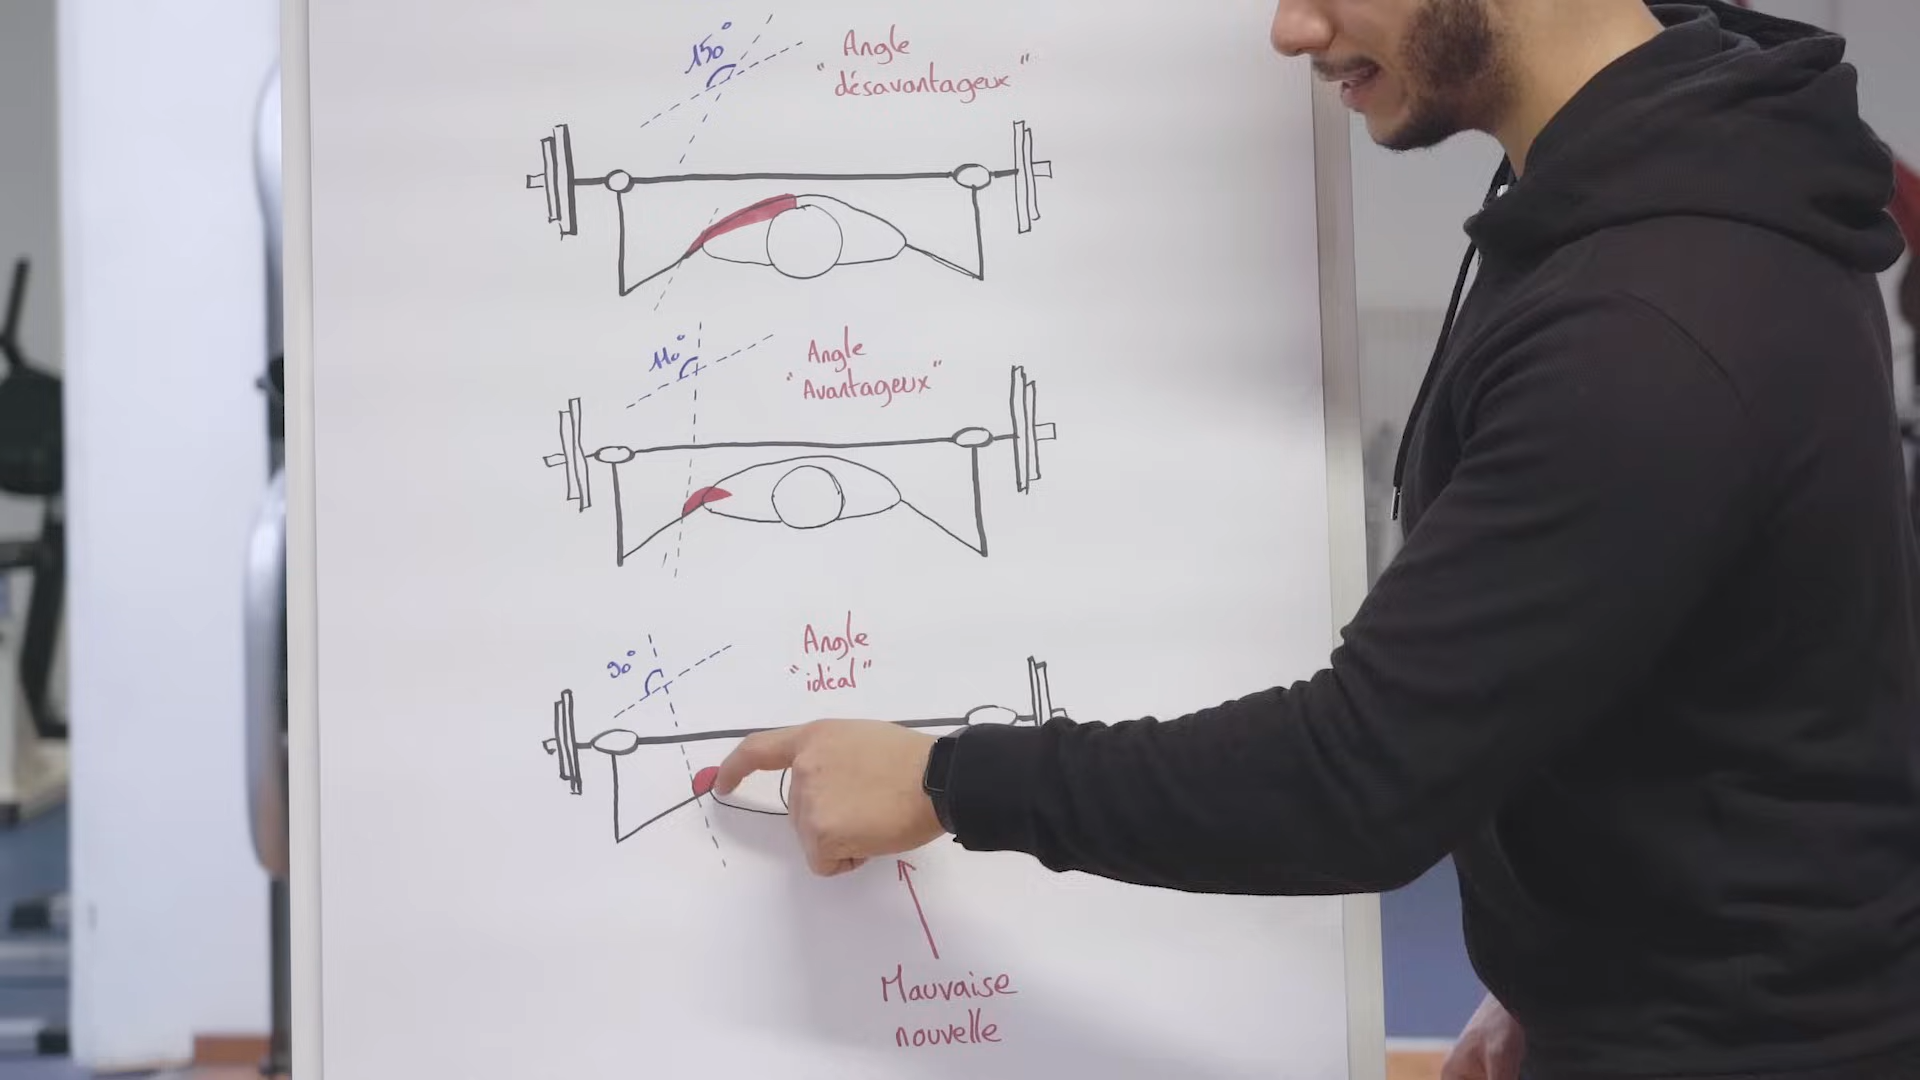 150°
Angle
"désavantageux"
110°
Angle
"Avantageux"
90°
Angle
"idéal"
Mauvaise
nouvelle